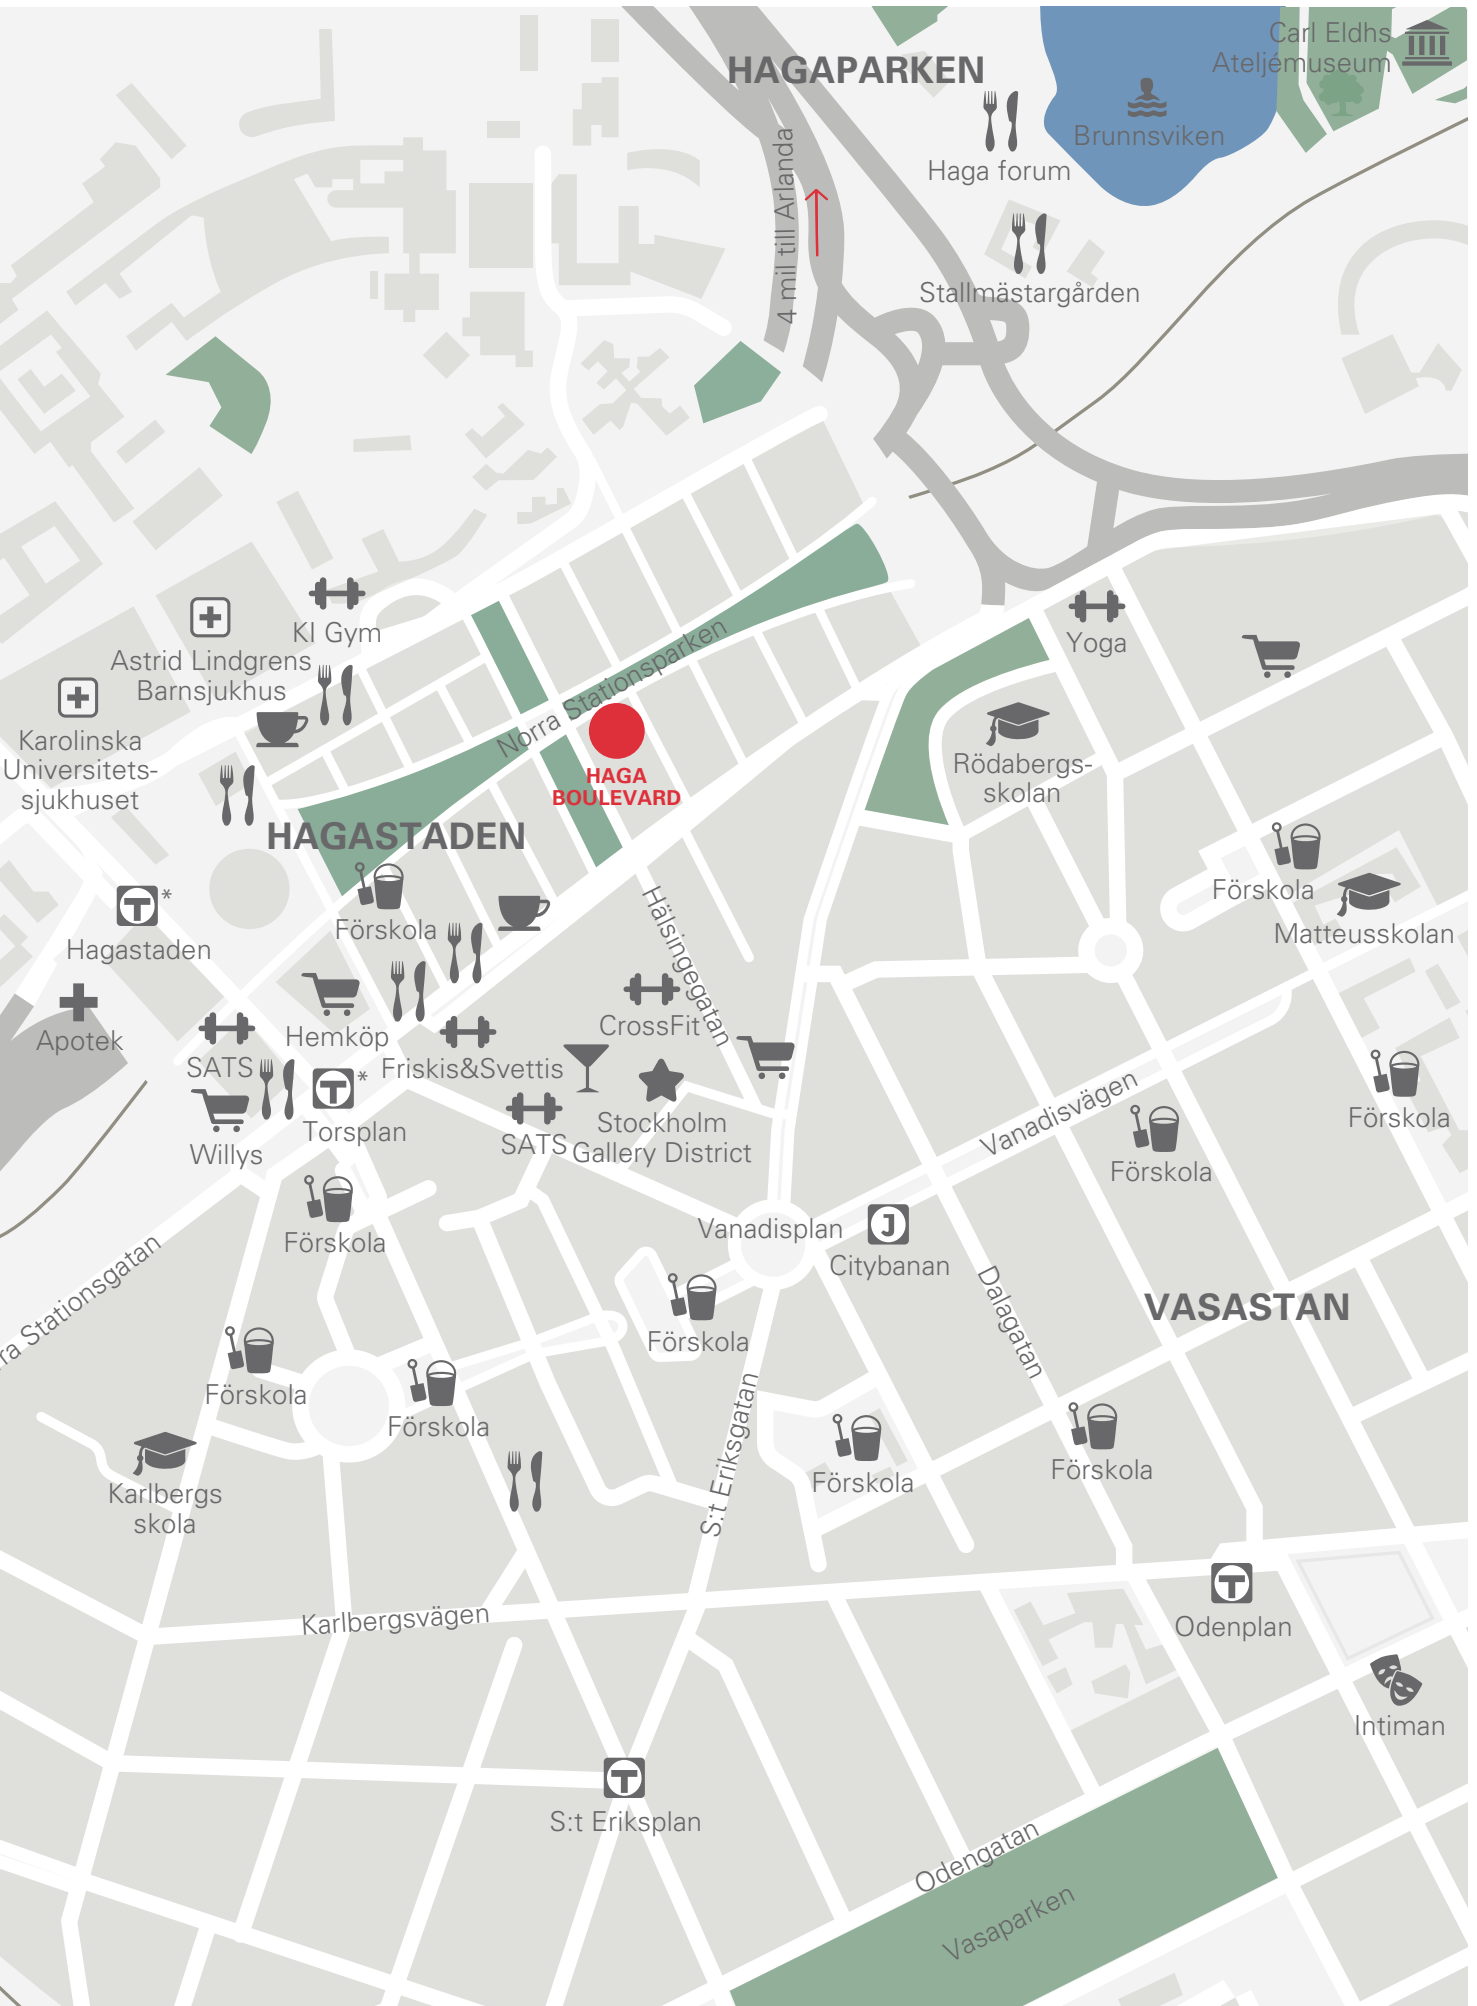 Carl Eldhs
Ateljémuseum
HAGAPARKEN
Brunnsviken
Haga forum
4 mil till Arlanda
Stallmästargården
KI Gym
Yoga
Astrid Lindgrens
Barnsjukhus
Norra Stationsparken
Karolinska
Universitets-
sjukhuset
HAGA
BOULEVARD
Rödabergs-
skolan
HAGASTADEN
Förskola
Matteusskolan
Förskola
T*
Hagastaden
Hälsingegatan
Apotek
SATS
Hemköp
CrossFit
Friskis&Svettis
T*
Torsplan
Willys
SATS
Stockholm
Gallery District
Vanadisvägen
Förskola
Förskola
Förskola
Vanadisplan
J
Citybanan
ra Stationsgatan
Dalagatan
VASASTAN
Förskola
Förskola
Förskola
S:t Eriksgatan
Förskola
Förskola
Karlbergs
skola
T
Odenplan
Karlbergsvägen
Intiman
T
S:t Eriksplan
Odengatan
Vasaparken